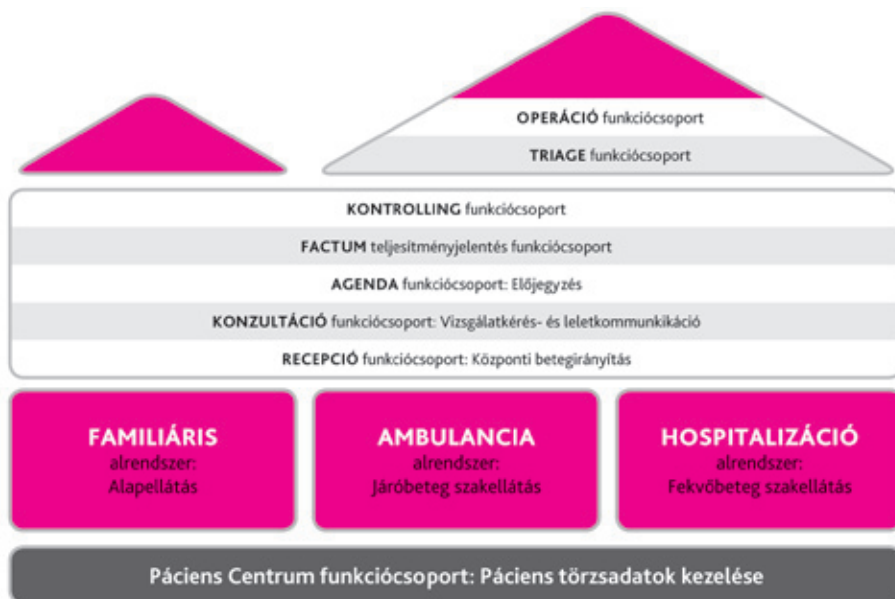 OPERÁCIÓ funkciócsoport
TRIAGE funkciócsoport
KONTROLLING funkciócsoport
FACTUM teljesítményjelentés funkciócsoport
AGENDA funkciócsoport: Előjegyzés
KONZULTÁCIÓ funkciócsoport: Vizsgálatkérés- és leletkommunkikáció
RECEPCIÓ funkciócsoport: Központi betegirányítás
FAMILIÁRIS
alrendszer:
Alapellátás
AMBULANCIA
alrendszer:
Járóbeteg szakellátás
HOSPITALIZÁCIÓ
alrendszer:
Fekvőbeteg szakellátás
Páciens Centrum funkciócsoport: Páciens törzsadatok kezelése